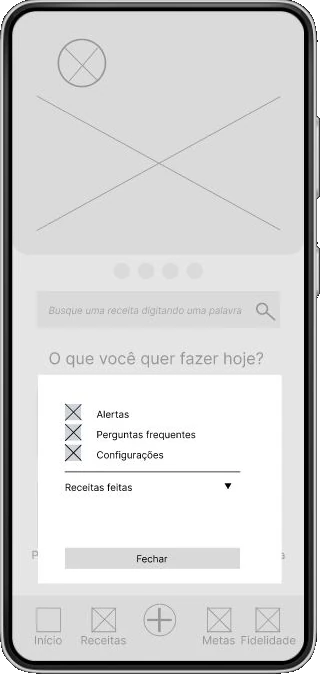 Busque uma receita digitando uma palavra
O que você quer fazer hoje?
Alertas
Perguntas frequentes
Configurações
Receitas feitas
Fechar
Início
Receitas
Metas
Fidelidade